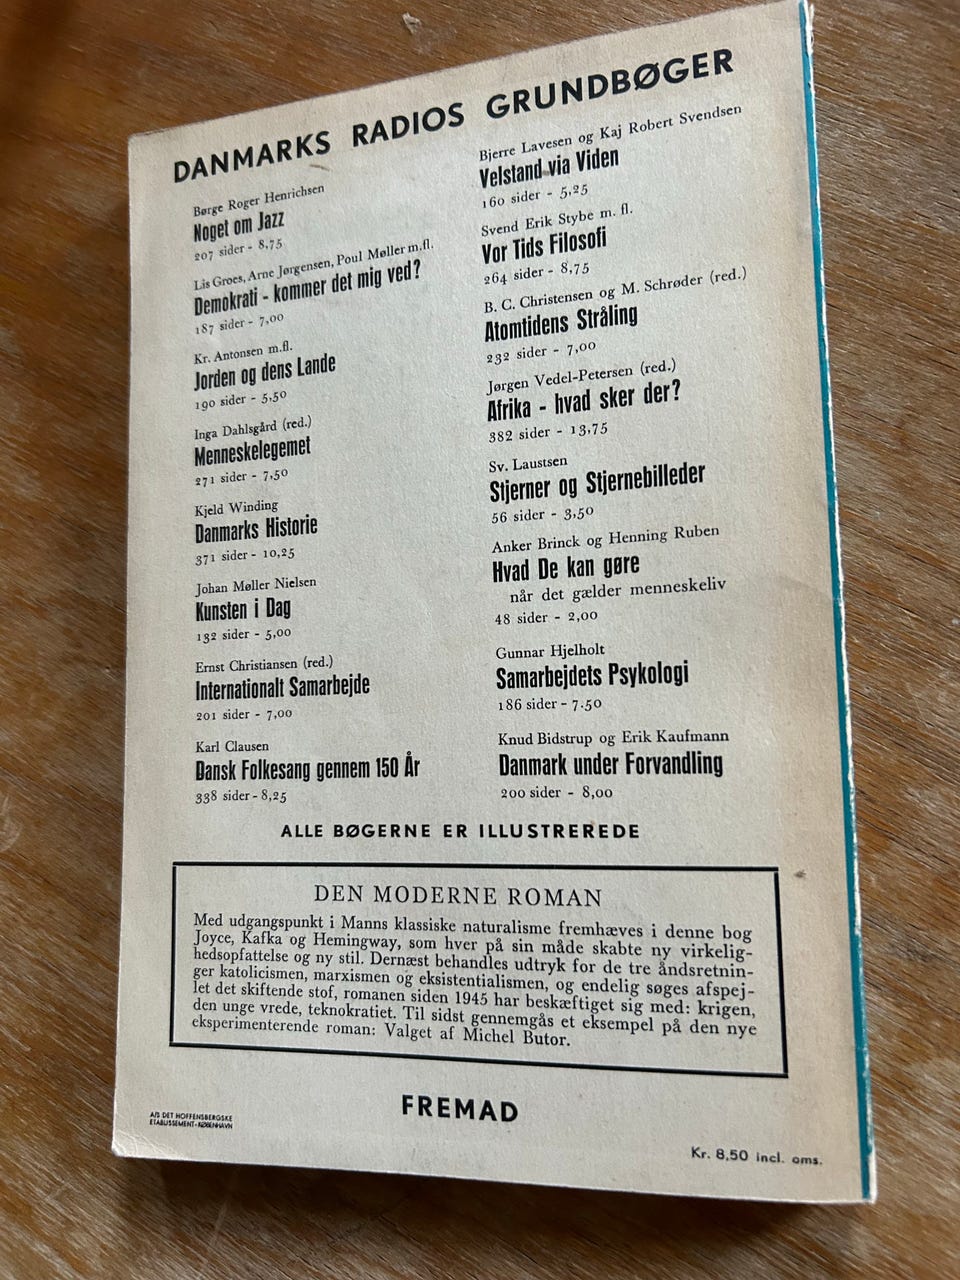 DANMARKS RADIOS GRUNDBØGER
Børge Roger Henrichsen
Noget om Jazz
207 sider - 8,75
Lis Groes, Arne Jørgensen, Poul Møller m.fl.
Demokrati - kommer det mig ved?
187 sider - 7,00
Kr. Antonsen m.fl.
Jorden og dens Lande
190 sider - 5,50
Inga Dahlsgård (red.)
Menneskelegemet
271 sider - 7,50
Kjeld Winding
Danmarks Historie
371 sider - 10,25
Johan Møller Nielsen
Kunsten i Dag
132 sider - 5,00
Ernst Christiansen (red.)
Internationalt Samarbejde
201 sider - 7,00
Karl Clausen
Dansk Folkesang gennem 150 År
338 sider - 8,25
Bjerre Lavesen og Kaj Robert Svendsen
Velstand via Viden
160 sider - 5,25
Svend Erik Stybe m. fl.
Vor Tids Filosofi
264 sider - 8,75
B. C. Christensen og M. Schrøder (red.)
Atomtidens Stråling
232 sider - 7,00
Jørgen Vedel-Petersen (red.)
Afrika - hvad sker der?
382 sider - 13,75
Sv. Laustsen
Stjerner og Stjernebilleder
56 sider - 3,50
Anker Brinck og Henning Ruben
Hvad De kan gøre
når det gælder menneskeliv
48 sider - 2,00
Gunnar Hjelholt
Samarbejdets Psykologi
186 sider - 7.50
Knud Bidstrup og Erik Kaufmann
Danmark under Forvandling
200 sider - 8,00
ALLE BØGERNE ER ILLUSTREREDE
DEN MODERNE ROMAN
Med udgangspunkt i Manns klassiske naturalisme fremhæves i denne bog
Joyce, Kafka og Hemingway, som hver på sin måde skabte ny virkelig-
hedsopfattelse og ny stil. Dernæst behandles udtryk for de tre åndsretnin-
ger katolicismen, marxismen og eksistentialismen, og endelig søges afspej-
let det skiftende stof, romanen siden 1945 har beskæftiget sig med: krigen,
den unge vrede, teknokratiet. Til sidst gennemgås et eksempel på den nye
eksperimenterende roman: Valget af Michel Butor.
FREMAD
A/S DET HOFFENSBERGSKE
ETABLISSEMENT-KØBENHAVN
Kr. 8,50 incl. oms.